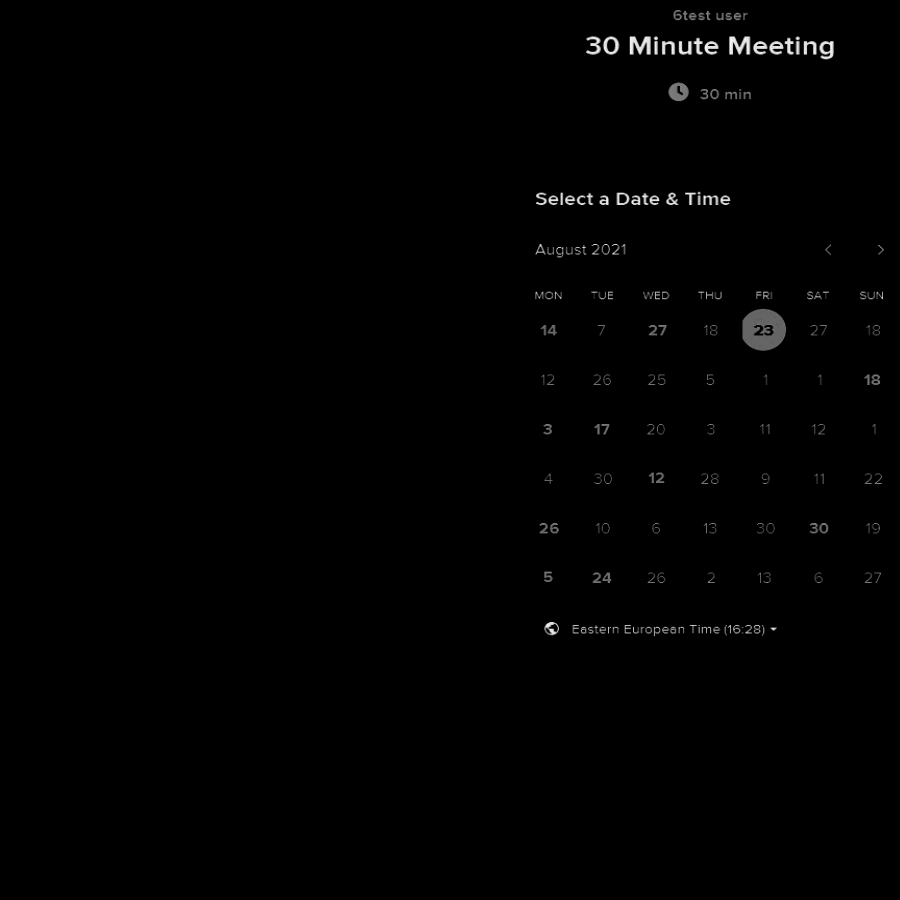 6test user
30 Minute Meeting
30 min
Select a Date & Time
August 2021
MON TUE WED THU FRI SAT SUN
14 7 27 18 23 27 18
12 26 25 5 1 1 18
3 17 20 3 11 12 1
4 30 12 28 9 11 22
26 10 6 13 30 30 19
5 24 26 2 13 6 27
Eastern European Time (16:28)